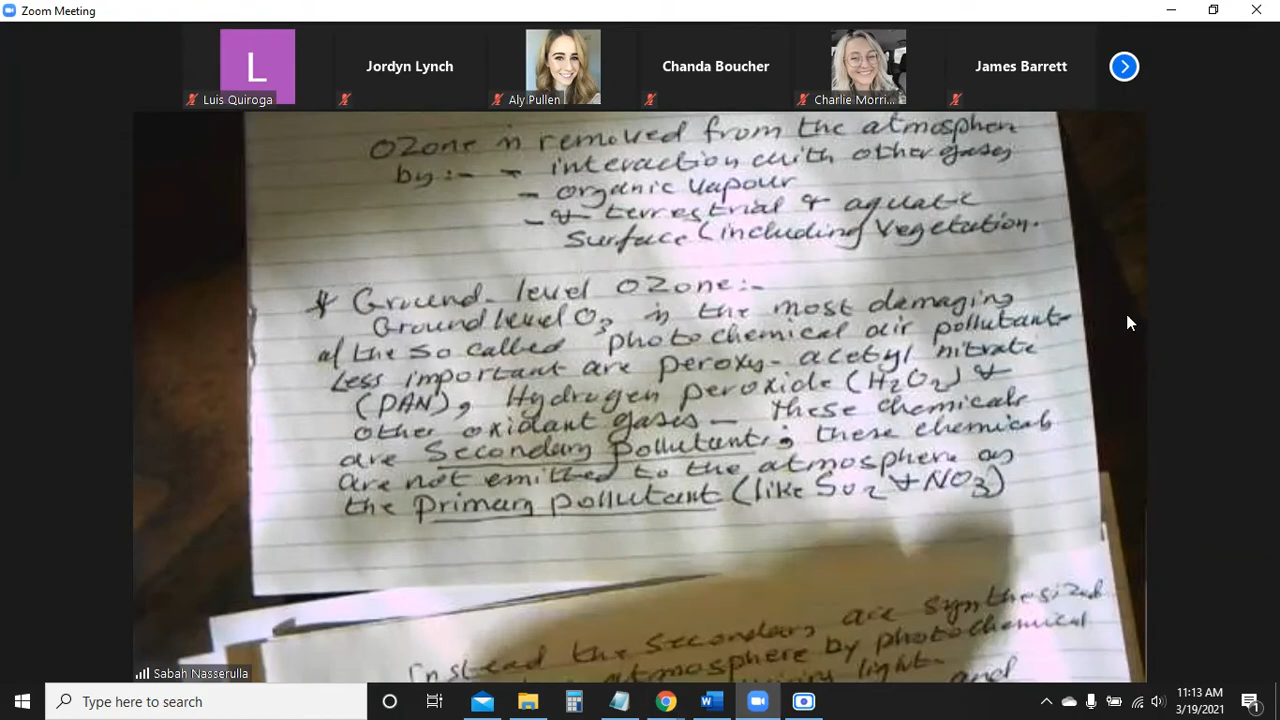 Zoom Meeting
L
Luis Quiroga
Jordyn Lynch
Aly Pullen
Chanda Boucher
Charlie Morri...
James Barrett
Ozone is removed from the atmosphere
by:- - interaction with other gases
- organic vapour
- & terrestrial & aquatic
Surface (including Vegetation.
* Ground-level OZone:-
Ground level O3 is the most damaging
of the so called photochemical air pollutant
Less important are peroxy-acetyl nitrate
(PAN), Hydrogen peroxide (H2O2) &
other oxidant gases — these chemicals
are Secondary pollutant; these chemicals
are not emitted to the atmosphere as
the Primary pollutant (like SO2 & NO3)
Instead the secondary are synthesized
atmosphere by photochemical
light- and
Sabah Nasserulla
Type here to search
11:13 AM
3/19/2021
1